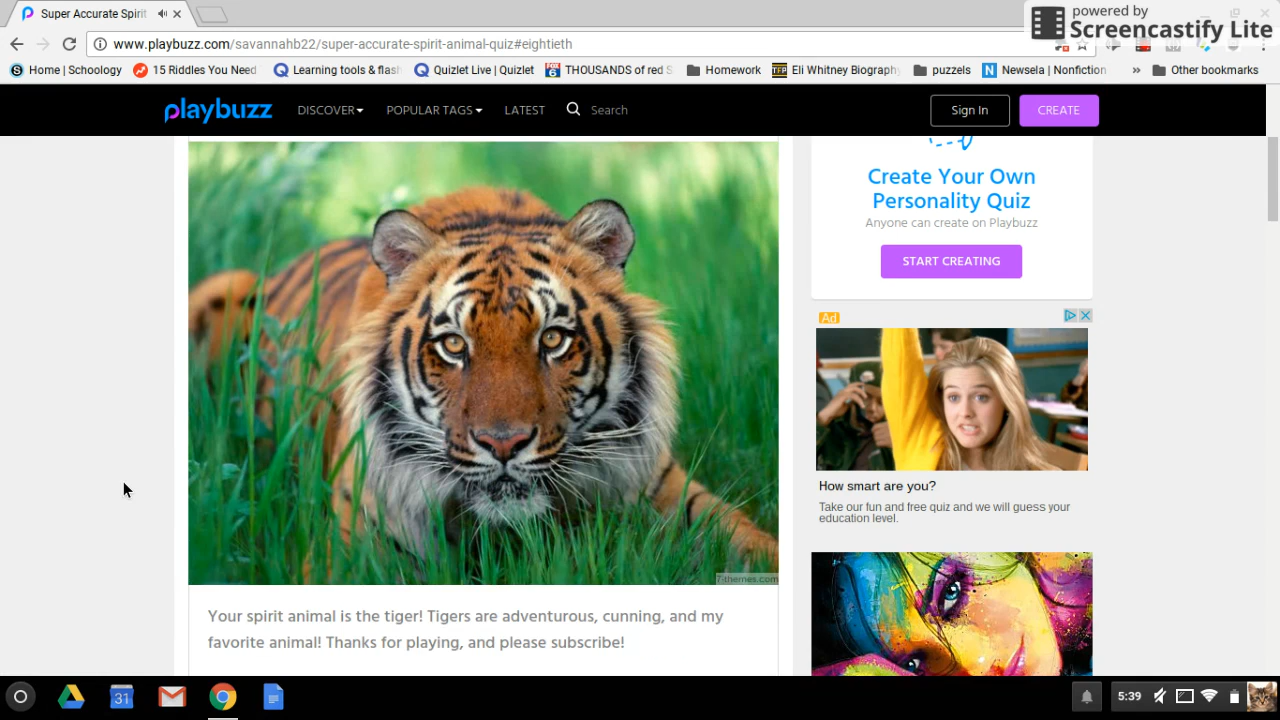 powered by
Screencastify Lite
Super Accurate Spirit
www.playbuzz.com/savannahb22/super-accurate-spirit-animal-quiz#eightieth
Home | Schoology
15 Riddles You Need
Learning tools & flash
Quizlet Live | Quizlet
THOUSANDS of red S
Homework
Eli Whitney Biography
puzzels
Newsela | Nonfiction
»
Other bookmarks
playbuzz
DISCOVER
POPULAR TAGS
LATEST
Search
Sign In
CREATE
Create Your Own
Personality Quiz
Anyone can create on Playbuzz
START CREATING
Ad
How smart are you?
Take our fun and free quiz and we will guess your
education level.
7-themes.com
Your spirit animal is the tiger! Tigers are adventurous, cunning, and my
favorite animal! Thanks for playing, and please subscribe!
31
5:39